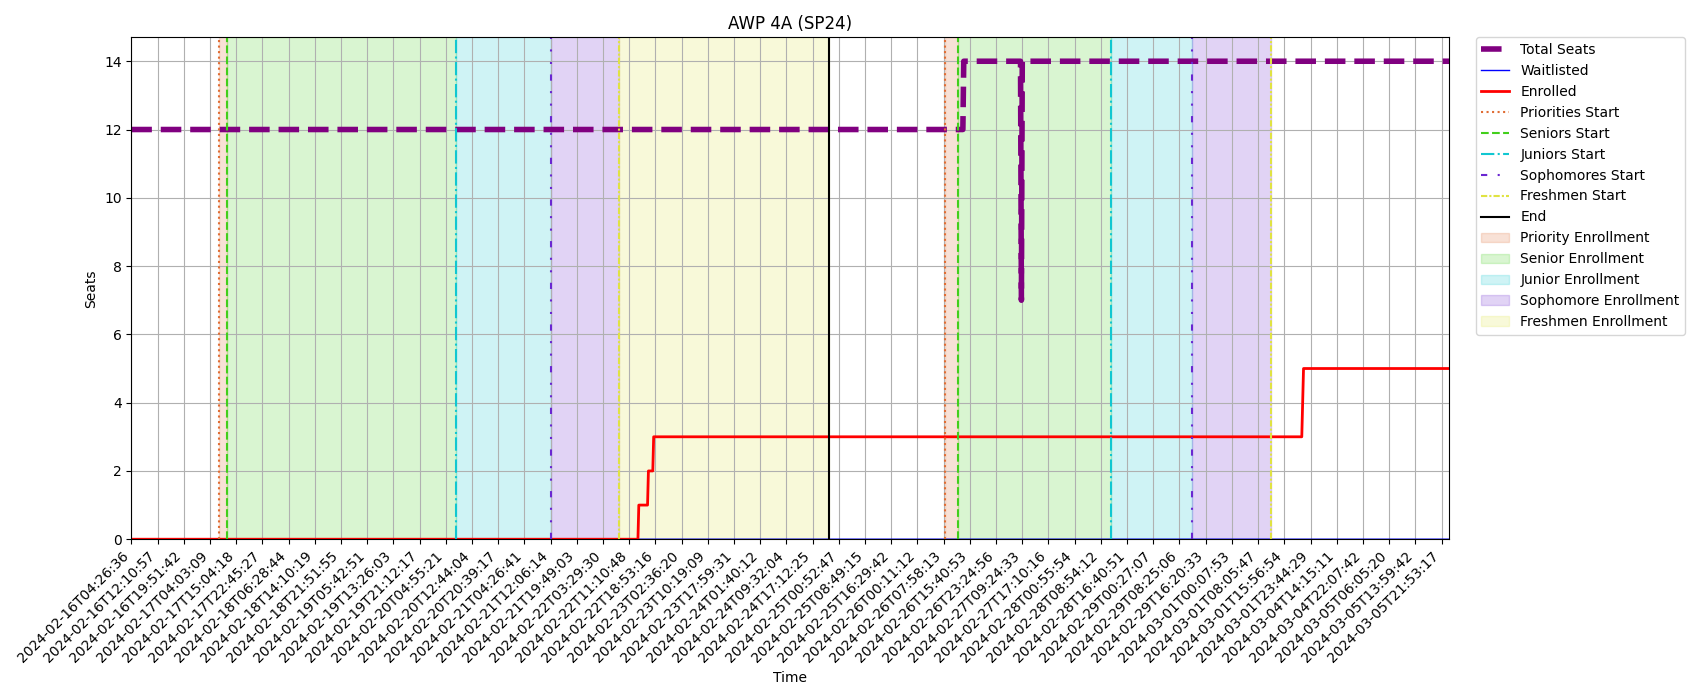 AWP 4A (SP24)
Seats
14
12
10
8
6
4
2
0
2024-02-16T04:26:36
2024-02-16T12:10:57
2024-02-16T19:51:42
2024-02-17T04:03:09
2024-02-17T15:04:18
2024-02-17T22:45:27
2024-02-18T06:28:44
2024-02-18T14:10:19
2024-02-18T21:51:55
2024-02-19T05:42:51
2024-02-19T13:26:03
2024-02-19T21:12:17
2024-02-20T04:55:21
2024-02-20T12:44:04
2024-02-20T20:39:17
2024-02-21T04:26:41
2024-02-21T12:06:14
2024-02-21T19:49:03
2024-02-22T03:29:30
2024-02-22T11:10:48
2024-02-22T18:53:16
2024-02-23T02:36:20
2024-02-23T10:19:09
2024-02-23T17:59:31
2024-02-24T01:40:12
2024-02-24T09:32:04
2024-02-24T17:12:25
2024-02-25T00:52:47
2024-02-25T08:49:15
2024-02-25T16:29:42
2024-02-26T00:11:12
2024-02-26T07:58:13
2024-02-26T15:40:53
2024-02-26T23:24:56
2024-02-27T09:24:33
2024-02-27T17:10:16
2024-02-28T00:55:54
2024-02-28T08:54:12
2024-02-28T16:40:51
2024-02-29T00:27:07
2024-02-29T08:25:06
2024-02-29T16:20:33
2024-03-01T00:07:53
2024-03-01T08:05:47
2024-03-01T15:56:54
2024-03-01T23:44:29
2024-03-04T14:15:11
2024-03-04T22:07:42
2024-03-05T06:05:20
2024-03-05T13:59:42
2024-03-05T21:53:17
Time
Total Seats
Waitlisted
Enrolled
Priorities Start
Seniors Start
Juniors Start
Sophomores Start
Freshmen Start
End
Priority Enrollment
Senior Enrollment
Junior Enrollment
Sophomore Enrollment
Freshmen Enrollment